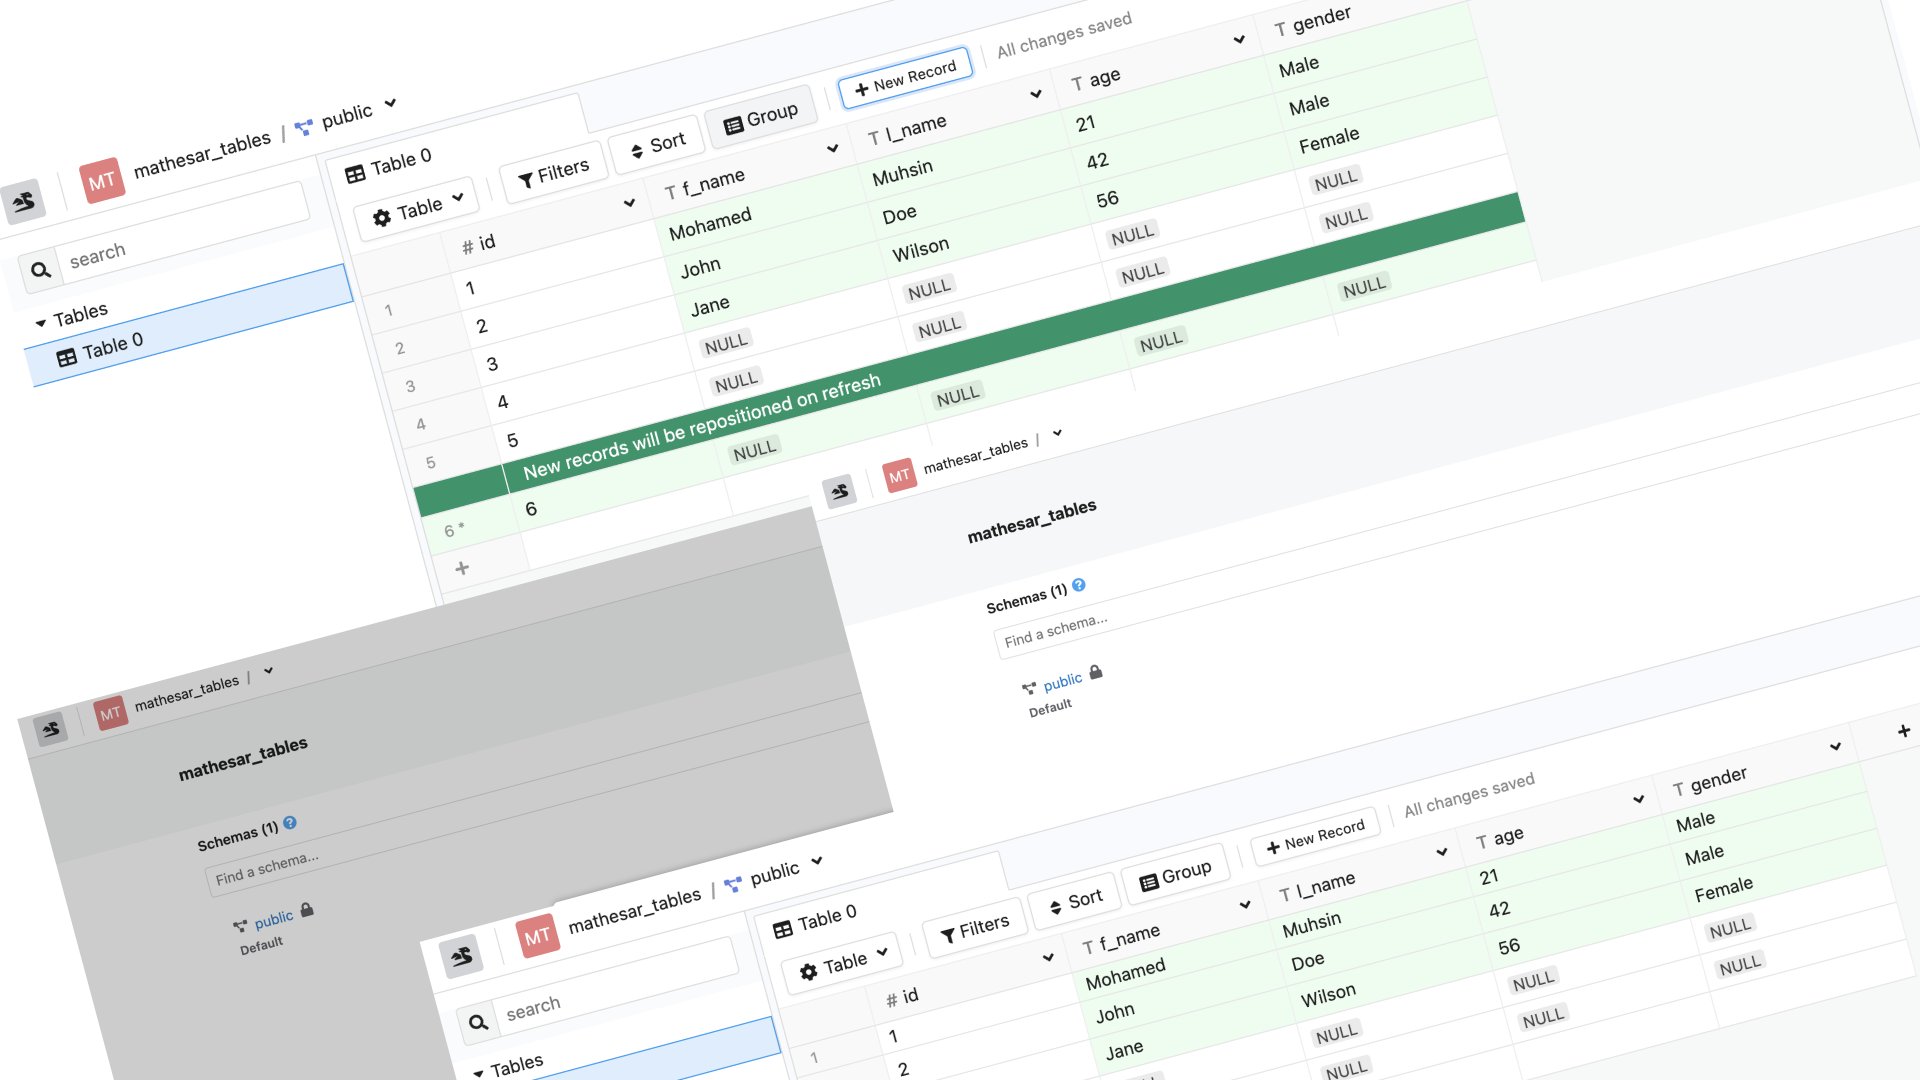 MT mathesar_tables / public
search
Tables
Table 0
Table 0
Table Filters Sort Group + New Record All changes saved
# id T f_name T l_name T age T gender
1 1 Mohamed Muhsin 21 Male
2 2 John Doe 42 Male
3 3 Jane Wilson 56 Female
4 4 NULL NULL NULL NULL
5 5 NULL NULL NULL NULL
New records will be repositioned on refresh
6 * 6 NULL NULL NULL NULL
+
MT mathesar_tables /
mathesar_tables
Schemas (1) ?
Find a schema...
public
Default
MT mathesar_tables /
mathesar_tables
Schemas (1) ?
Find a schema...
public
Default
MT mathesar_tables / public
search
Tables
Table 0
Table Filters Sort Group + New Record All changes saved
# id T f_name T l_name T age T gender +
1 1 Mohamed Muhsin 21 Male
2 John Doe 42 Male
Jane Wilson 56 Female
NULL NULL NULL
NULL NULL NULL